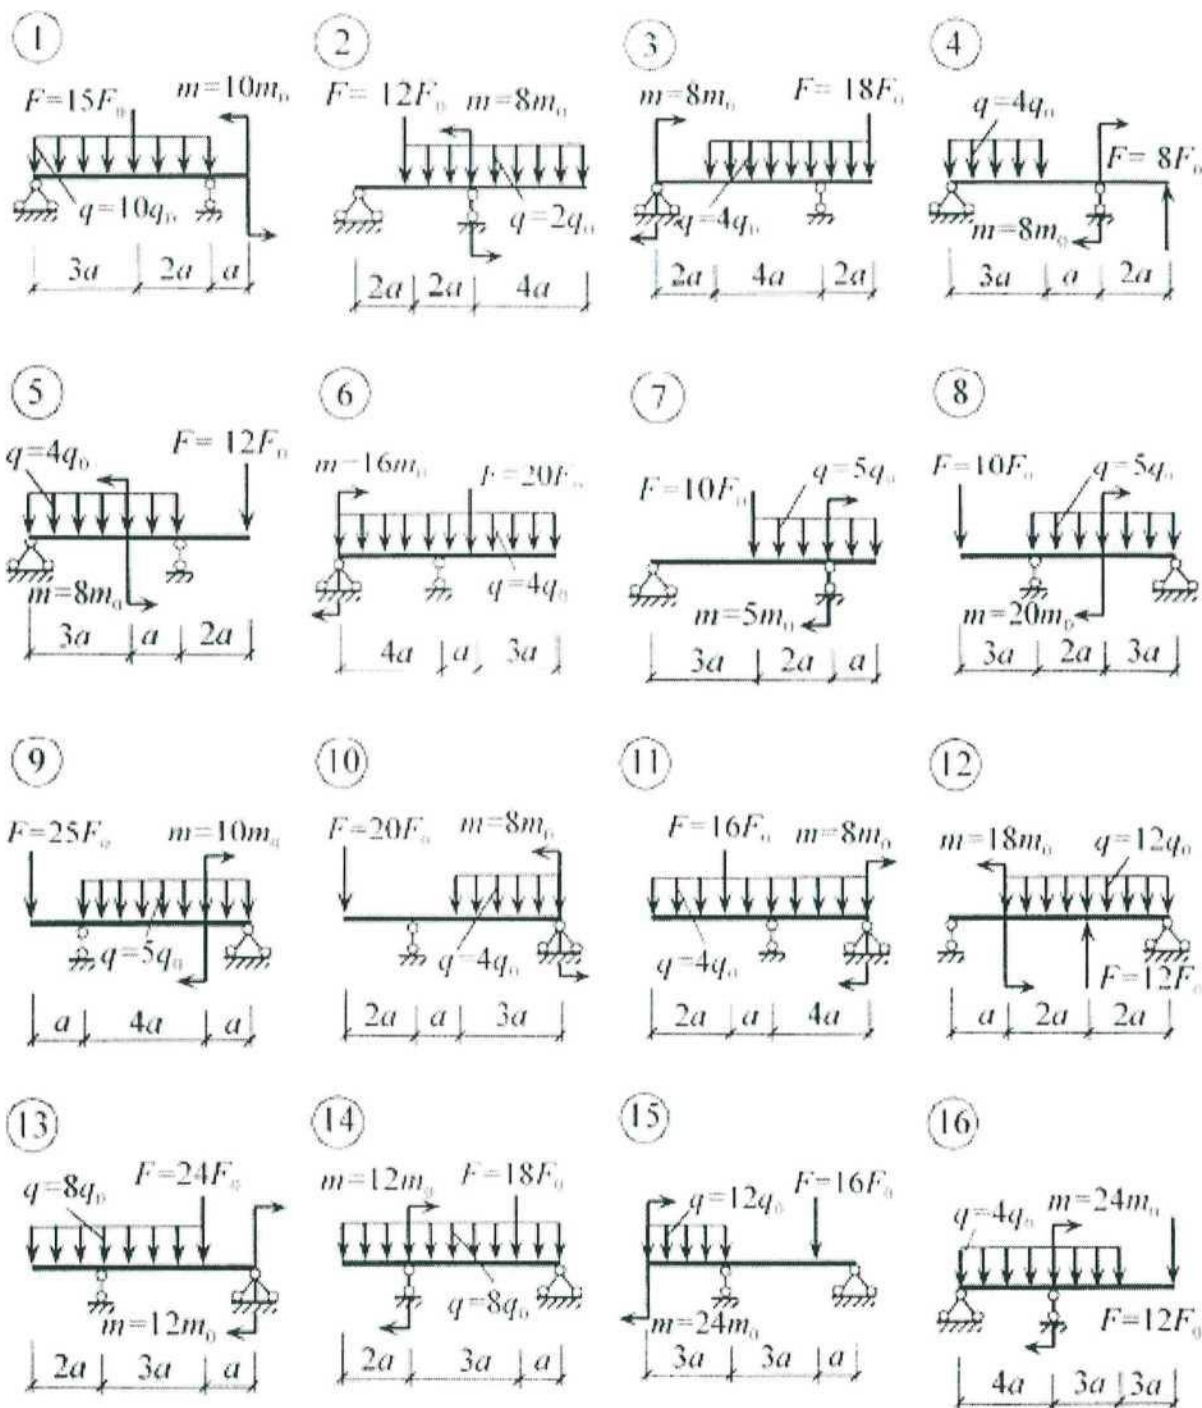 1
F=15F₀ m=10m₀
q=10q₀
3a 2a a
2
F=12F₀ m=8m₀
q=2q₀
2a 2a 4a
3
m=8m₀ F=18F₀
q=4q₀
2a 4a 2a
4
q=4q₀
F=8F₀
m=8m₀
3a a 2a
5
q=4q₀ F=12F₀
m=8m₀
3a a 2a
6
m=16m₀ F=20F₀
q=4q₀
4a a 3a
7
F=10F₀ q=5q₀
m=5m₀
3a 2a a
8
F=10F₀ q=5q₀
m=20m₀
3a 2a 3a
9
F=25F₀ m=10m₀
q=5q₀
a 4a a
10
F=20F₀ m=8m₀
q=4q₀
2a a 3a
11
F=16F₀ m=8m₀
q=4q₀
2a a 4a
12
m=18m₀ q=12q₀
F=12F₀
a 2a 2a
13
q=8q₀ F=24F₀
m=12m₀
2a 3a a
14
m=12m₀ F=18F₀
q=8q₀
2a 3a a
15
q=12q₀ F=16F₀
m=24m₀
3a 3a a
16
q=4q₀ m=24m₀
F=12F₀
4a 3a 3a